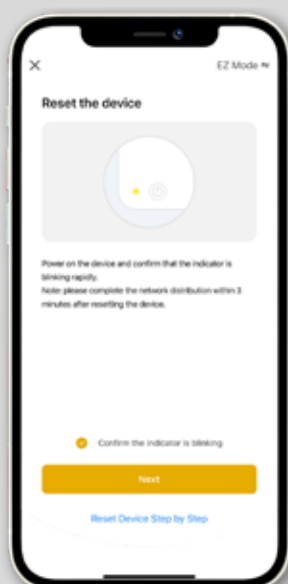 EZ Mode ⇋
Reset the device
Power on the device and confirm that the indicator is
blinking rapidly.
Note: please complete the network distribution within 3
minutes after resetting the device.
Confirm the indicator is blinking
Next
Reset Device Step by Step